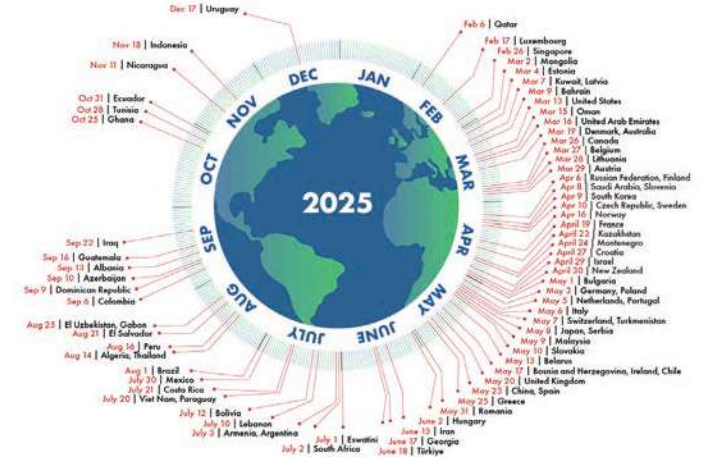 Dec 17 | Uruguay
Nov 18 | Indonesia
Nov 11 | Nicaragua
Oct 31 | Ecuador
Oct 28 | Tunisia
Oct 25 | Ghana
Sep 22 | Iraq
Sep 16 | Guatemala
Sep 13 | Albania
Sep 10 | Azerbaijan
Sep 9 | Dominican Republic
Sep 6 | Colombia
Aug 25 | El Uzbekistan, Gabon
Aug 21 | El Salvador
Aug 16 | Peru
Aug 14 | Algeria, Thailand
Aug 1 | Brazil
July 30 | Mexico
July 21 | Costa Rica
July 20 | Viet Nam, Paraguay
July 12 | Bolivia
July 10 | Lebanon
July 3 | Armenia, Argentina
July 2 | South Africa
July 1 | Eswatini
JAN
FEB
MAR
APR
MAY
JUNE
JULY
AUG
SEP
OCT
NOV
DEC
2025
Feb 6 | Qatar
Feb 17 | Luxembourg
Feb 26 | Singapore
Mar 2 | Mongolia
Mar 4 | Estonia
Mar 7 | Kuwait, Latvia
Mar 9 | Bahrain
Mar 13 | United States
Mar 15 | Oman
Mar 16 | United Arab Emirates
Mar 19 | Denmark, Australia
Mar 26 | Canada
Mar 27 | Belgium
Mar 28 | Lithuania
Mar 29 | Austria
Apr 6 | Russian Federation, Finland
Apr 8 | Saudi Arabia, Slovenia
Apr 9 | South Korea
Apr 10 | Czech Republic, Sweden
Apr 16 | Norway
April 19 | France
April 23 | Kazakhstan
April 24 | Montenegro
April 27 | Croatia
April 29 | Israel
April 30 | New Zealand
May 1 | Bulgaria
May 3 | Germany, Poland
May 5 | Netherlands, Portugal
May 6 | Italy
May 7 | Switzerland, Turkmenistan
May 8 | Japan, Serbia
May 9 | Malaysia
May 10 | Slovakia
May 13 | Belarus
May 17 | Bosnia and Herzegovina, Ireland, Chile
May 20 | United Kingdom
May 23 | China, Spain
May 25 | Greece
May 31 | Romania
June 2 | Hungary
June 13 | Iran
June 17 | Georgia
June 18 | Türkiye